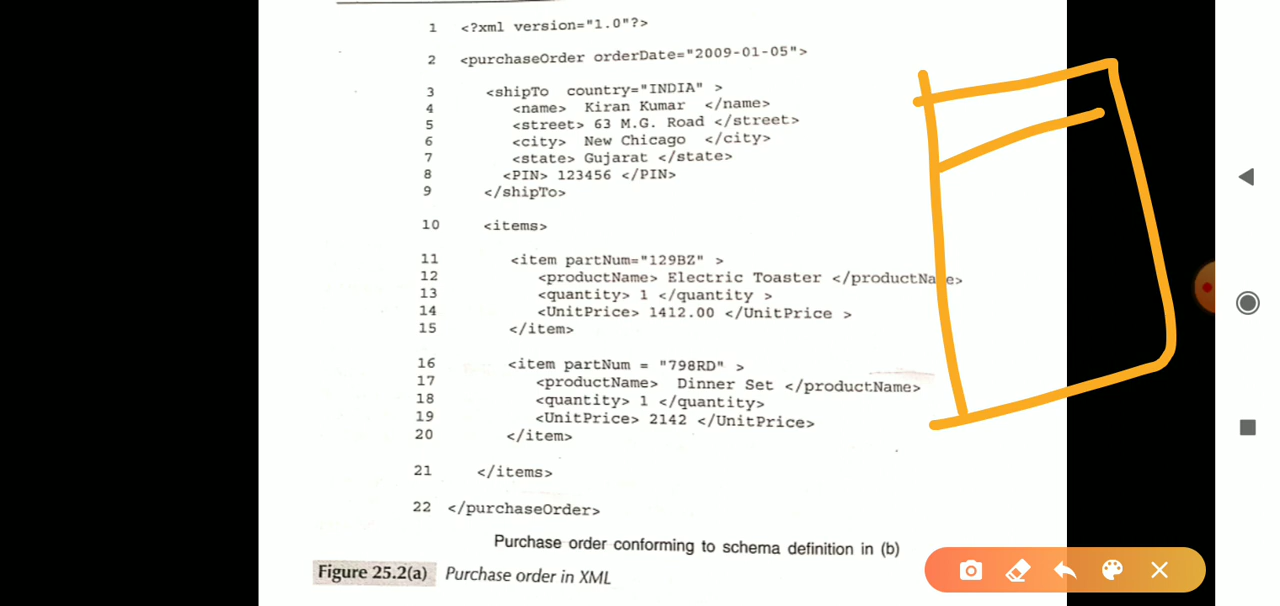 1 <?xml version="1.0"?>
2 <purchaseOrder orderDate="2009-01-05">
3 <shipTo country="INDIA" >
4 <name> Kiran Kumar </name>
5 <street> 63 M.G. Road </street>
6 <city> New Chicago </city>
7 <state> Gujarat </state>
8 <PIN> 123456 </PIN>
9 </shipTo>
10 <items>
11 <item partNum="129BZ" >
12 <productName> Electric Toaster </productName>
13 <quantity> 1 </quantity >
14 <UnitPrice> 1412.00 </UnitPrice >
15 </item>
16 <item partNum = "798RD" >
17 <productName> Dinner Set </productName>
18 <quantity> 1 </quantity>
19 <UnitPrice> 2142 </UnitPrice>
20 </item>
21 </items>
22 </purchaseOrder>
Purchase order conforming to schema definition in (b)
Figure 25.2(a) Purchase order in XML